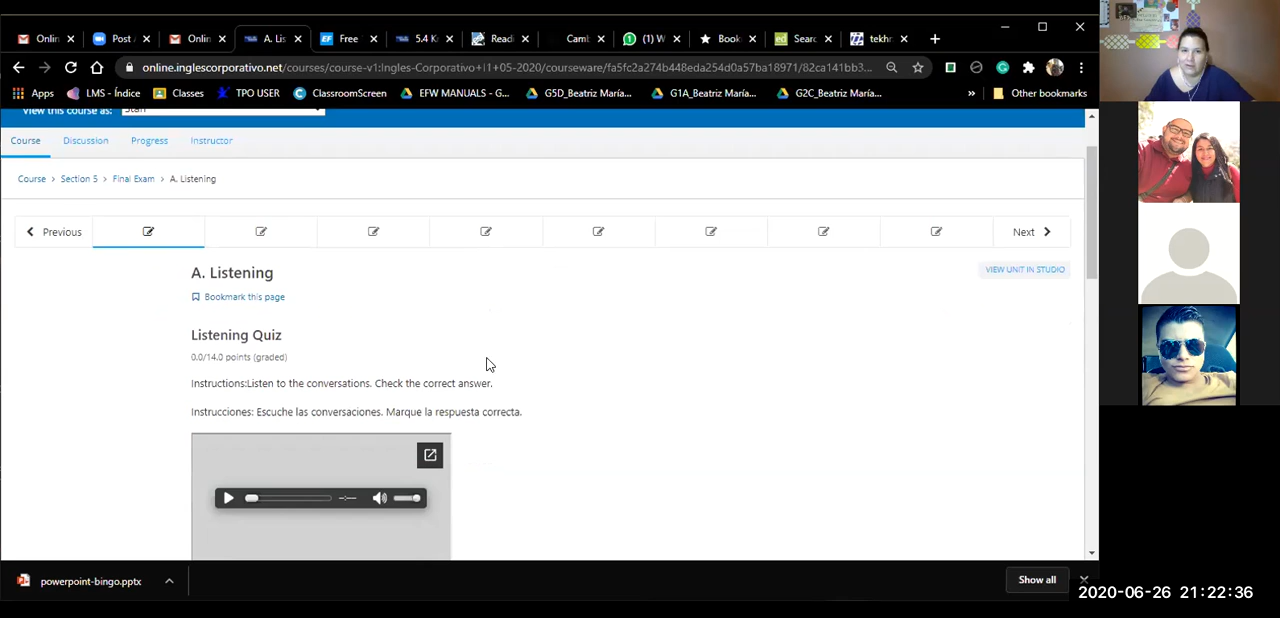 Onlin
Post
Onlin
A. Lis
Free
5.4 K
Read
Caml
(1) W
Book
Searc
tekhr
online.inglescorporativo.net/courses/course-v1:Ingles-Corporativo+I1+05-2020/courseware/fa5fc2a274b448eda254d0a57ba18971/82ca141bb3...
Apps
LMS - Índice
Classes
TPO USER
ClassroomScreen
EFW MANUALS - G...
G5D_Beatriz María...
G1A_Beatriz María...
G2C_Beatriz María...
»
Other bookmarks
View this course as: Staff
Course
Discussion
Progress
Instructor
Course > Section 5 > Final Exam > A. Listening
Previous
Next
A. Listening
VIEW UNIT IN STUDIO
Bookmark this page
Listening Quiz
0.0/14.0 points (graded)
Instructions:Listen to the conversations. Check the correct answer.
Instrucciones: Escuche las conversaciones. Marque la respuesta correcta.
-:--
powerpoint-bingo.pptx
Show all
2020-06-26 21:22:36